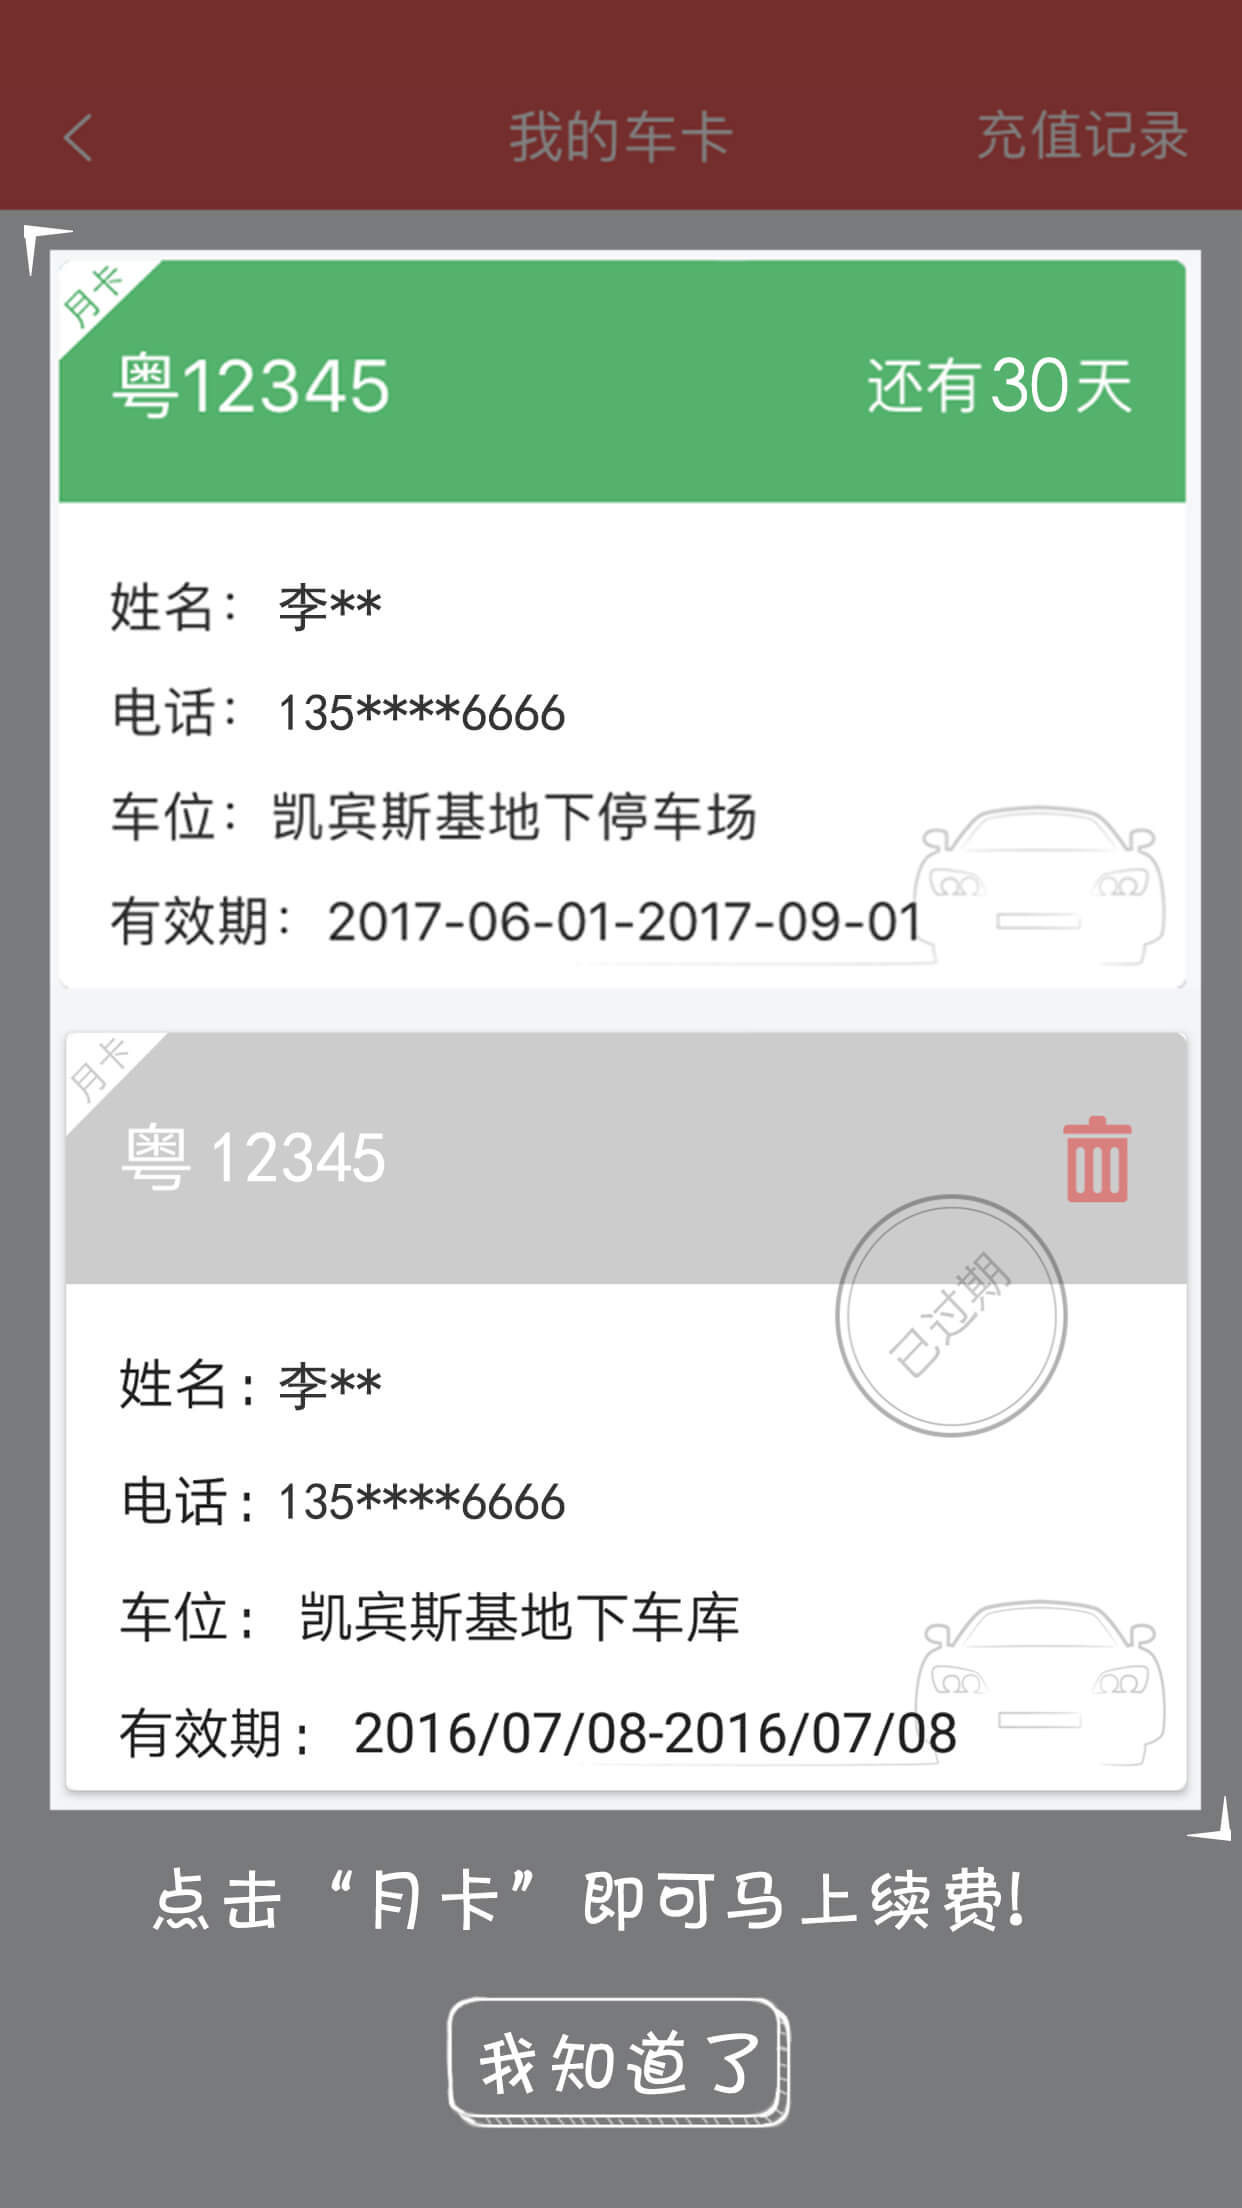 我的车卡 充值记录
月卡
粤12345 还有30天
姓名： 李**
电话： 135****6666
车位：凯宾斯基地下停车场
有效期：2017-06-01-2017-09-01
月卡
粤 12345
已过期
姓名：李**
电话：135****6666
车位： 凯宾斯基地下车库
有效期： 2016/07/08-2016/07/08
点击“月卡”即可马上续费！
我知道了